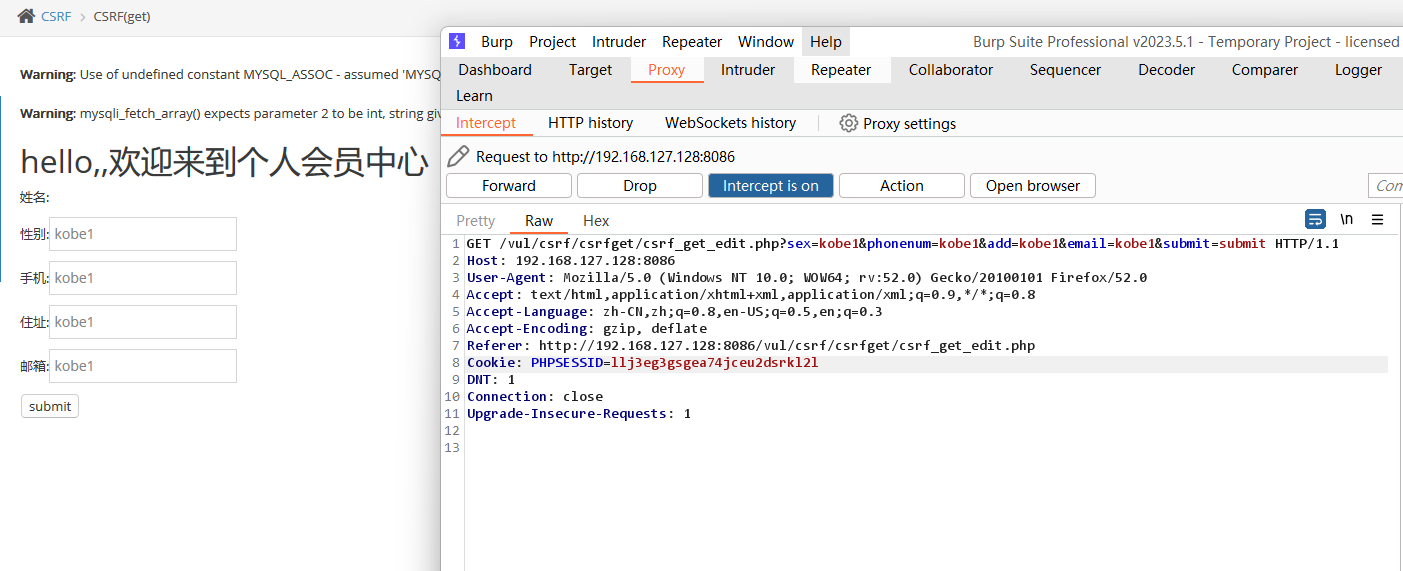 CSRF > CSRF(get)
Warning: Use of undefined constant MYSQL_ASSOC - assumed 'MYSQ
Warning: mysqli_fetch_array() expects parameter 2 to be int, string giv
hello,,欢迎来到个人会员中心
姓名:
性别: kobe1
手机: kobe1
住址: kobe1
邮箱: kobe1
submit
Burp Project Intruder Repeater Window Help Burp Suite Professional v2023.5.1 - Temporary Project - licensed
Dashboard Target Proxy Intruder Repeater Collaborator Sequencer Decoder Comparer Logger
Learn
Intercept HTTP history WebSockets history Proxy settings
Request to http://192.168.127.128:8086
Forward Drop Intercept is on Action Open browser Com
Pretty Raw Hex \n
1 GET /vul/csrf/csrfget/csrf_get_edit.php?sex=kobe1&phonenum=kobe1&add=kobe1&email=kobe1&submit=submit HTTP/1.1
2 Host: 192.168.127.128:8086
3 User-Agent: Mozilla/5.0 (Windows NT 10.0; WOW64; rv:52.0) Gecko/20100101 Firefox/52.0
4 Accept: text/html,application/xhtml+xml,application/xml;q=0.9,*/*;q=0.8
5 Accept-Language: zh-CN,zh;q=0.8,en-US;q=0.5,en;q=0.3
6 Accept-Encoding: gzip, deflate
7 Referer: http://192.168.127.128:8086/vul/csrf/csrfget/csrf_get_edit.php
8 Cookie: PHPSESSID=llj3eg3gsgea74jceu2dsrkl2l
9 DNT: 1
10 Connection: close
11 Upgrade-Insecure-Requests: 1
12
13